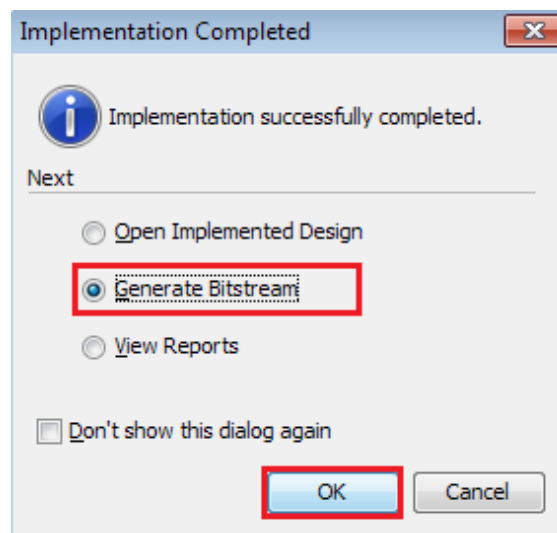 Implementation Completed
Implementation successfully completed.
Next
Open Implemented Design
Generate Bitstream
View Reports
Don't show this dialog again
OK Cancel